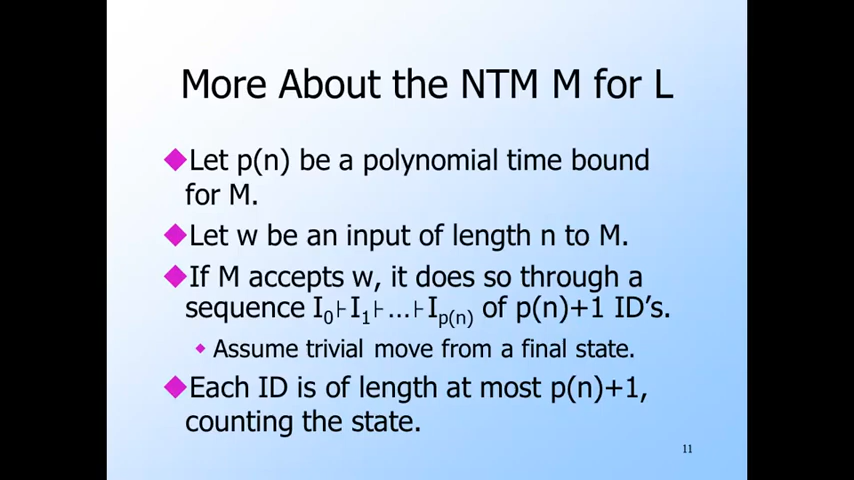 More About the NTM M for L
◆Let p(n) be a polynomial time bound
for M.
◆Let w be an input of length n to M.
◆If M accepts w, it does so through a
sequence I₀⊦I₁⊦…⊦Ip(n) of p(n)+1 ID’s.
◆ Assume trivial move from a final state.
◆Each ID is of length at most p(n)+1,
counting the state.
11